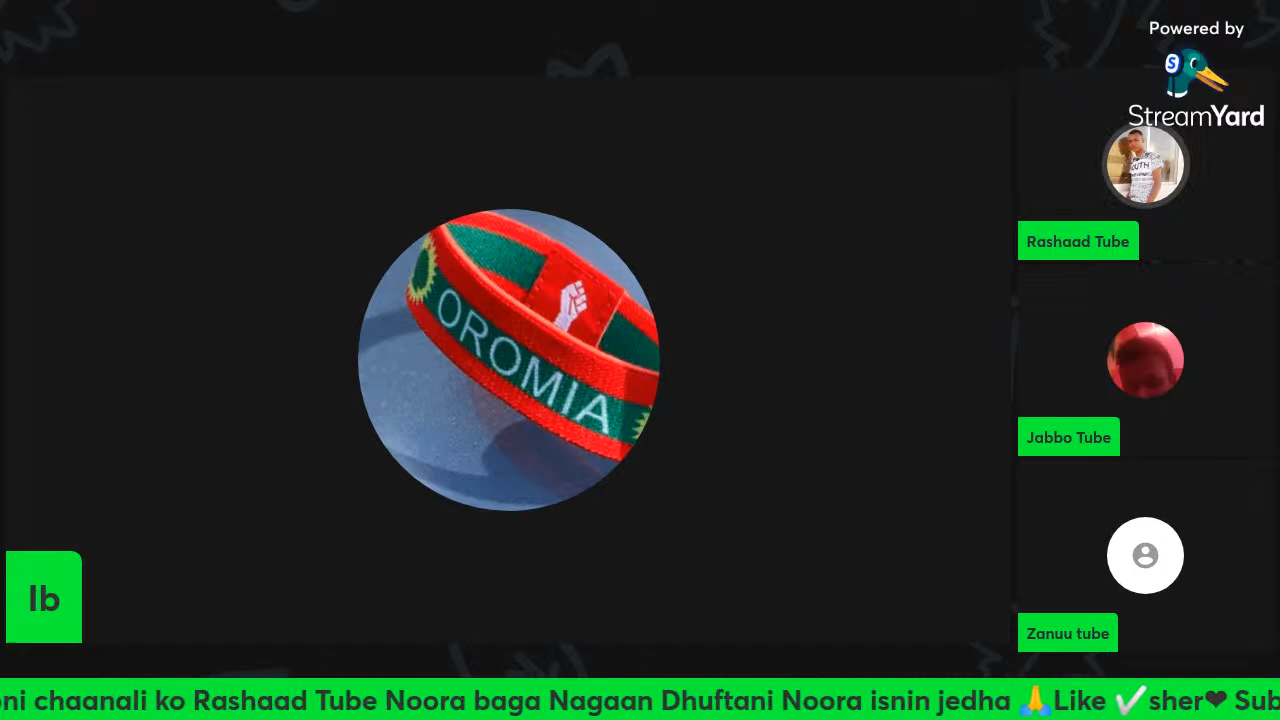 Powered by
StreamYard
OUTH
Rashaad Tube
OROMIA
Jabbo Tube
Ib
Zanuu tube
ni chaanali ko Rashaad Tube Noora baga Nagaan Dhuftani Noora isnin jedha 🙏Like ✅sher❤ Sub